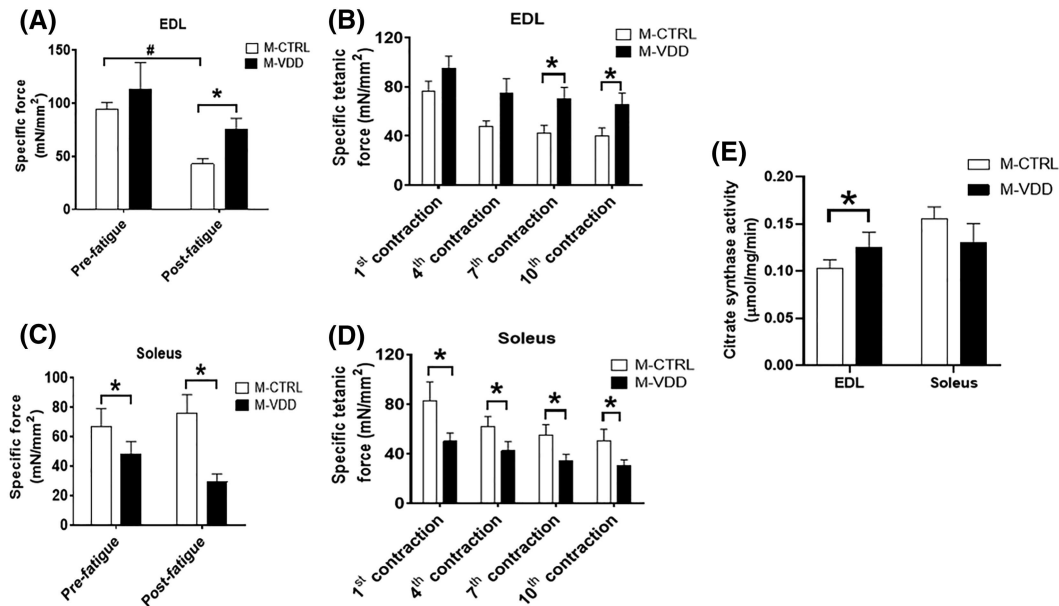 (A)
EDL
M-CTRL
M-VDD
#
*
Specific force
(mN/mm²)
150
100
50
0
Pre-fatigue
Post-fatigue
(B)
EDL
M-CTRL
M-VDD
*
*
Specific tetanic
force (mN/mm²)
120
80
40
0
1st contraction
4th contraction
7th contraction
10th contraction
(C)
Soleus
M-CTRL
M-VDD
*
*
Specific force
(mN/mm²)
100
80
60
40
20
0
Pre-fatigue
Post-fatigue
(D)
Soleus
M-CTRL
M-VDD
*
*
*
*
Specific tetanic
force (mN/mm²)
120
80
40
0
1st contraction
4th contraction
7th contraction
10th contraction
(E)
M-CTRL
M-VDD
*
Citrate synthase activity
(μmol/mg/min)
0.20
0.15
0.10
0.05
0.00
EDL
Soleus